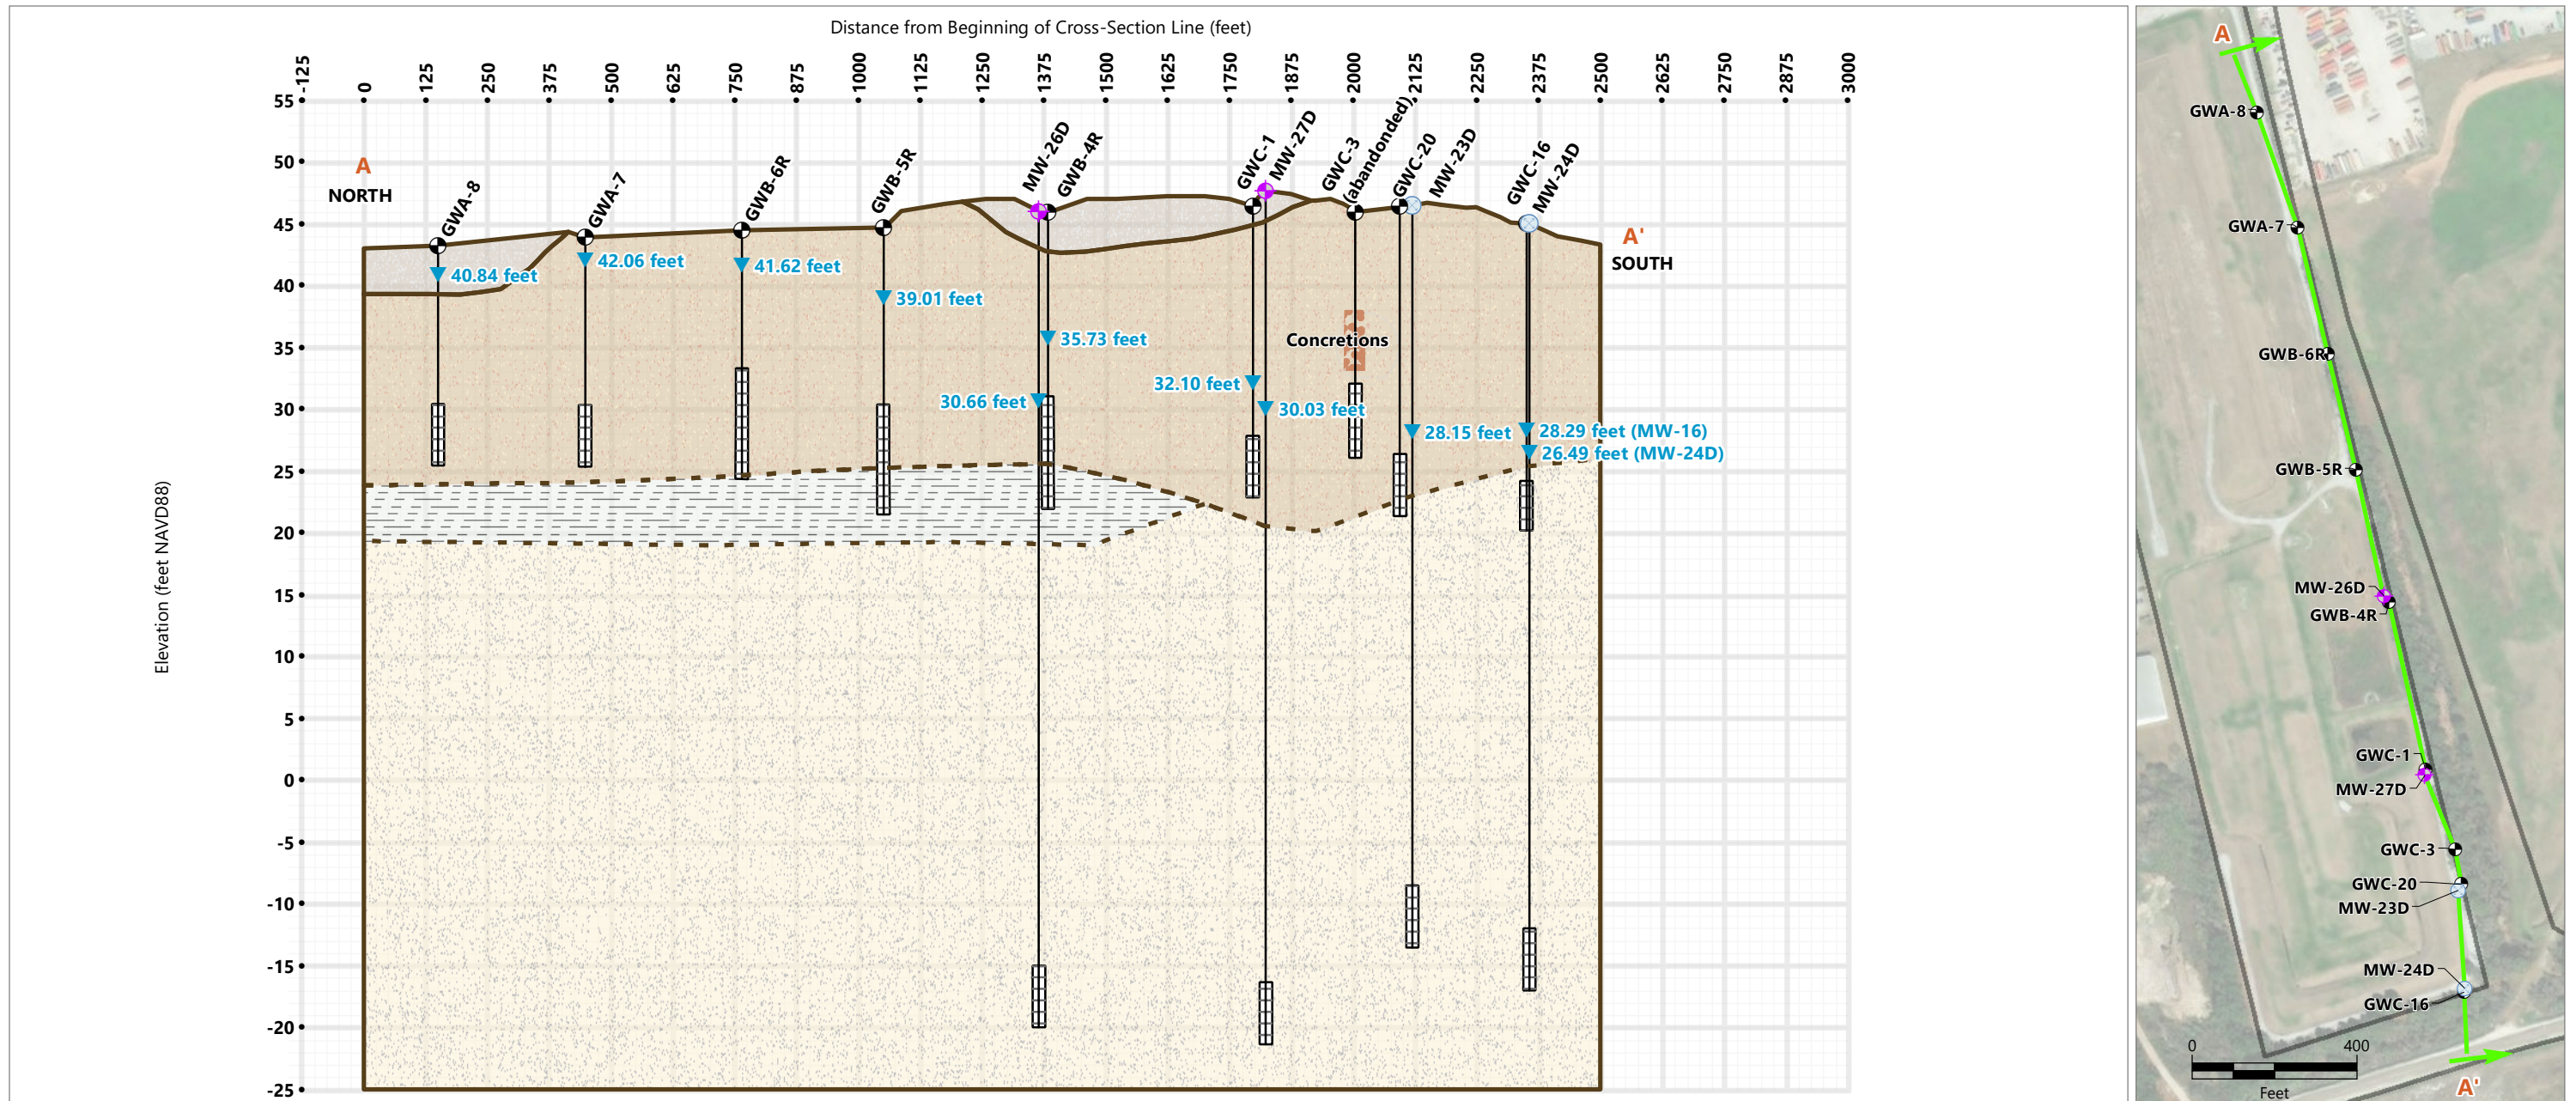 Distance from Beginning of Cross-Section Line (feet)
-125 0 125 250 375 500 625 750 875 1000 1125 1250 1375 1500 1625 1750 1875 2000 2125 2250 2375 2500 2625 2750 2875 3000
55
50
45
40
35
30
25
20
15
10
5
0
-5
-10
-15
-20
-25
Elevation (feet NAVD88)
A
NORTH
GWA-8
GWA-7
GWB-6R
GWB-5R
MW-26D
GWB-4R
GWC-1
MW-27D
GWC-3
(abandonded)
GWC-20
MW-23D
GWC-16
MW-24D
A'
SOUTH
40.84 feet
42.06 feet
41.62 feet
39.01 feet
35.73 feet
30.66 feet
32.10 feet
30.03 feet
Concretions
28.15 feet
28.29 feet (MW-16)
26.49 feet (MW-24D)
A
GWA-8
GWA-7
GWB-6R
GWB-5R
MW-26D
GWB-4R
GWC-1
MW-27D
GWC-3
GWC-20
MW-23D
MW-24D
GWC-16
0 400
Feet
A'